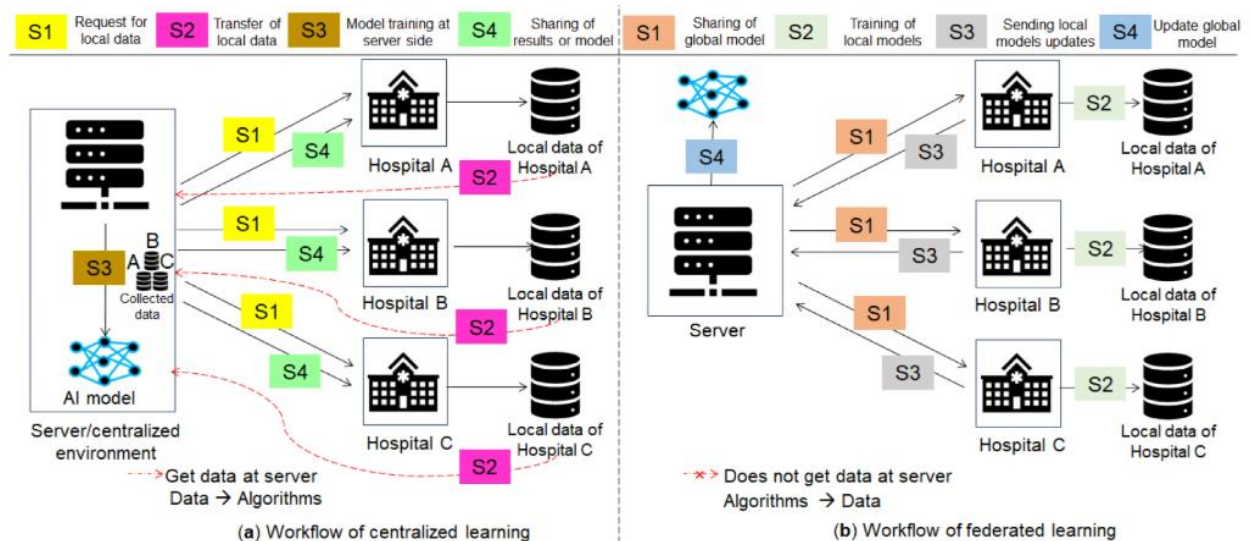 S1
Request for
local data
S2
Transfer of
local data
S3
Model training at
server side
S4
Sharing of
results or model
S1
Sharing of
global model
S2
Training of
local models
S3
Sending local
models updates
S4
Update global
model
S1
S4
Hospital A
Local data of
Hospital A
S2
S1
S4
Hospital B
Local data of
Hospital B
S2
S3
B
A
C
Collected
data
S1
S4
Hospital C
Local data of
Hospital C
S2
AI model
Server/centralized
environment
Get data at server
Data → Algorithms
(a) Workflow of centralized learning
S4
Server
S1
S3
Hospital A
S2
Local data of
Hospital A
S1
S3
Hospital B
S2
Local data of
Hospital B
S1
S3
Hospital C
S2
Local data of
Hospital C
Does not get data at server
Algorithms → Data
(b) Workflow of federated learning